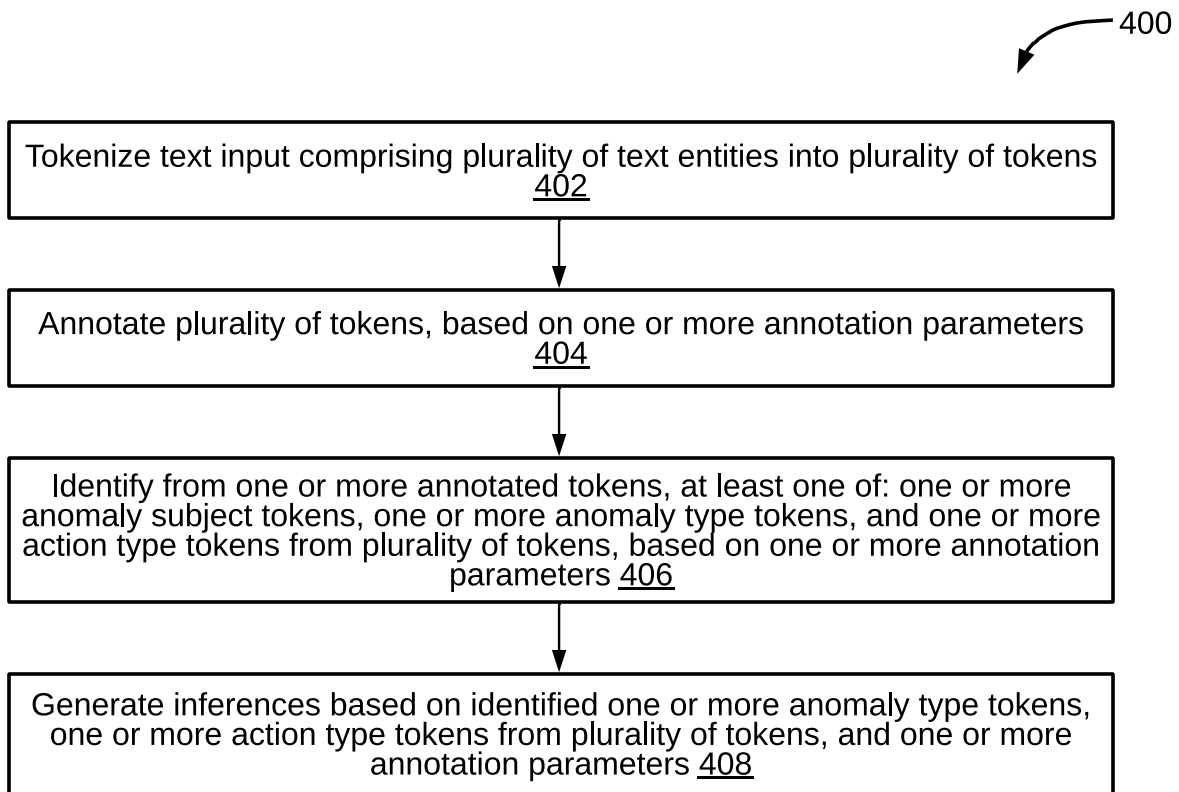 400
Tokenize text input comprising plurality of text entities into plurality of tokens
402
Annotate plurality of tokens, based on one or more annotation parameters
404
Identify from one or more annotated tokens, at least one of: one or more
anomaly subject tokens, one or more anomaly type tokens, and one or more
action type tokens from plurality of tokens, based on one or more annotation
parameters 406
Generate inferences based on identified one or more anomaly type tokens,
one or more action type tokens from plurality of tokens, and one or more
annotation parameters 408